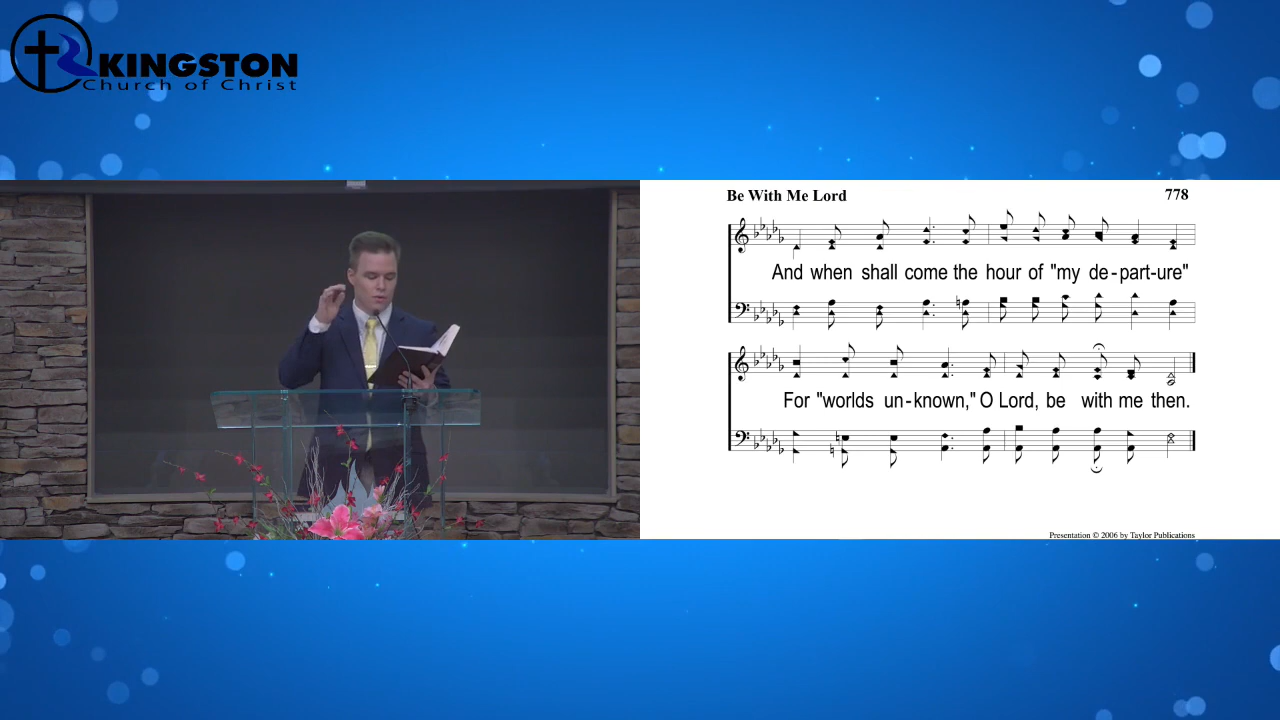 KINGSTON
Church of Christ
Be With Me Lord
778
And when shall come the hour of "my de-part-ure"
For "worlds un-known," O Lord, be with me then.
Presentation © 2006 by Taylor Publications